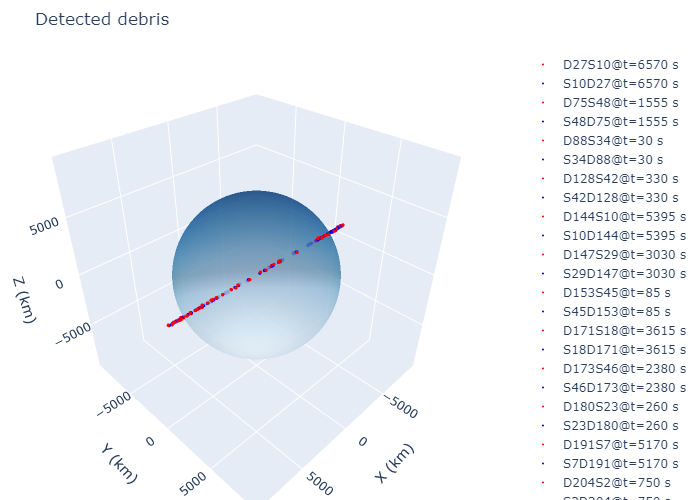 Detected debris
D27S10@t=6570 s
S10D27@t=6570 s
D75S48@t=1555 s
S48D75@t=1555 s
D88S34@t=30 s
S34D88@t=30 s
D128S42@t=330 s
S42D128@t=330 s
D144S10@t=5395 s
S10D144@t=5395 s
D147S29@t=3030 s
S29D147@t=3030 s
D153S45@t=85 s
S45D153@t=85 s
D171S18@t=3615 s
S18D171@t=3615 s
D173S46@t=2380 s
S46D173@t=2380 s
D180S23@t=260 s
S23D180@t=260 s
D191S7@t=5170 s
S7D191@t=5170 s
D204S2@t=750 s
5000
0
−5000
Z (km)
−5000
0
5000
Y (km)
−5000
0
5000
X (km)